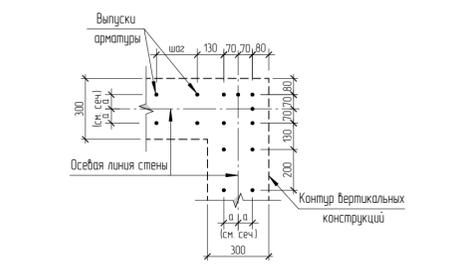 Выпуски
арматуры
шаг
130
70
70
80
80
70
70
130
200
300
(см. сеч)
а
а
Осевая линия стены
Контур вертикальных
конструкций
а
а
(см. сеч)
300